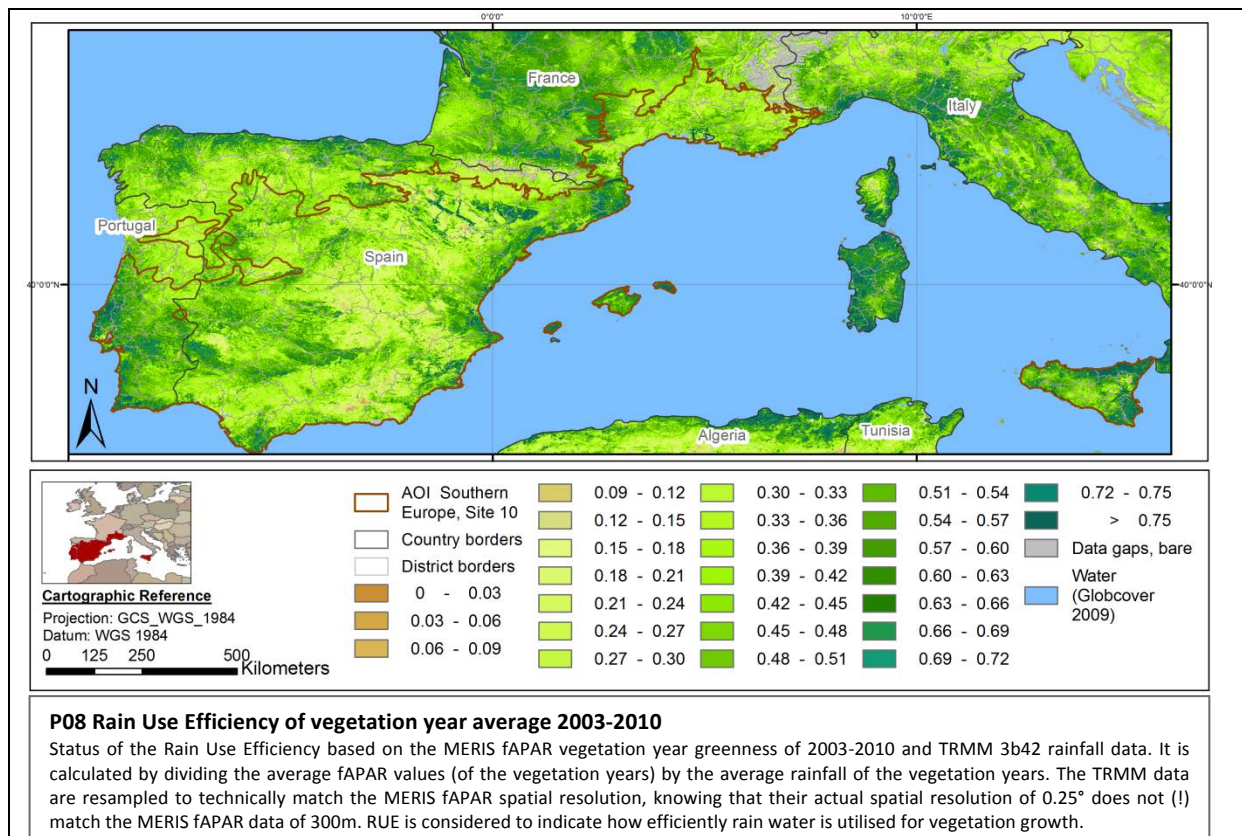 0°0'0"
10°0'0"E
France
Italy
Portugal
Spain
40°0'0"N
40°0'0"N
N
Algeria
Tunisia
Cartographic Reference
Projection: GCS_WGS_1984
Datum: WGS 1984
0 125 250 500
Kilometers
AOI Southern
Europe, Site 10
Country borders
District borders
0 - 0.03
0.03 - 0.06
0.06 - 0.09
0.09 - 0.12
0.12 - 0.15
0.15 - 0.18
0.18 - 0.21
0.21 - 0.24
0.24 - 0.27
0.27 - 0.30
0.30 - 0.33
0.33 - 0.36
0.36 - 0.39
0.39 - 0.42
0.42 - 0.45
0.45 - 0.48
0.48 - 0.51
0.51 - 0.54
0.54 - 0.57
0.57 - 0.60
0.60 - 0.63
0.63 - 0.66
0.66 - 0.69
0.69 - 0.72
0.72 - 0.75
> 0.75
Data gaps, bare
Water
(Globcover
2009)
P08 Rain Use Efficiency of vegetation year average 2003-2010
Status of the Rain Use Efficiency based on the MERIS fAPAR vegetation year greenness of 2003-2010 and TRMM 3b42 rainfall data. It is
calculated by dividing the average fAPAR values (of the vegetation years) by the average rainfall of the vegetation years. The TRMM data
are resampled to technically match the MERIS fAPAR spatial resolution, knowing that their actual spatial resolution of 0.25° does not (!)
match the MERIS fAPAR data of 300m. RUE is considered to indicate how efficiently rain water is utilised for vegetation growth.